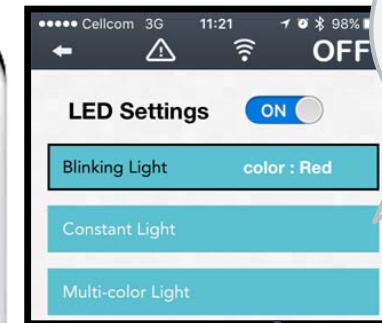 Cellcom 3G 11:21 98%
OFF
LED Settings ON
Blinking Light color : Red
Constant Light
Multi-color Light